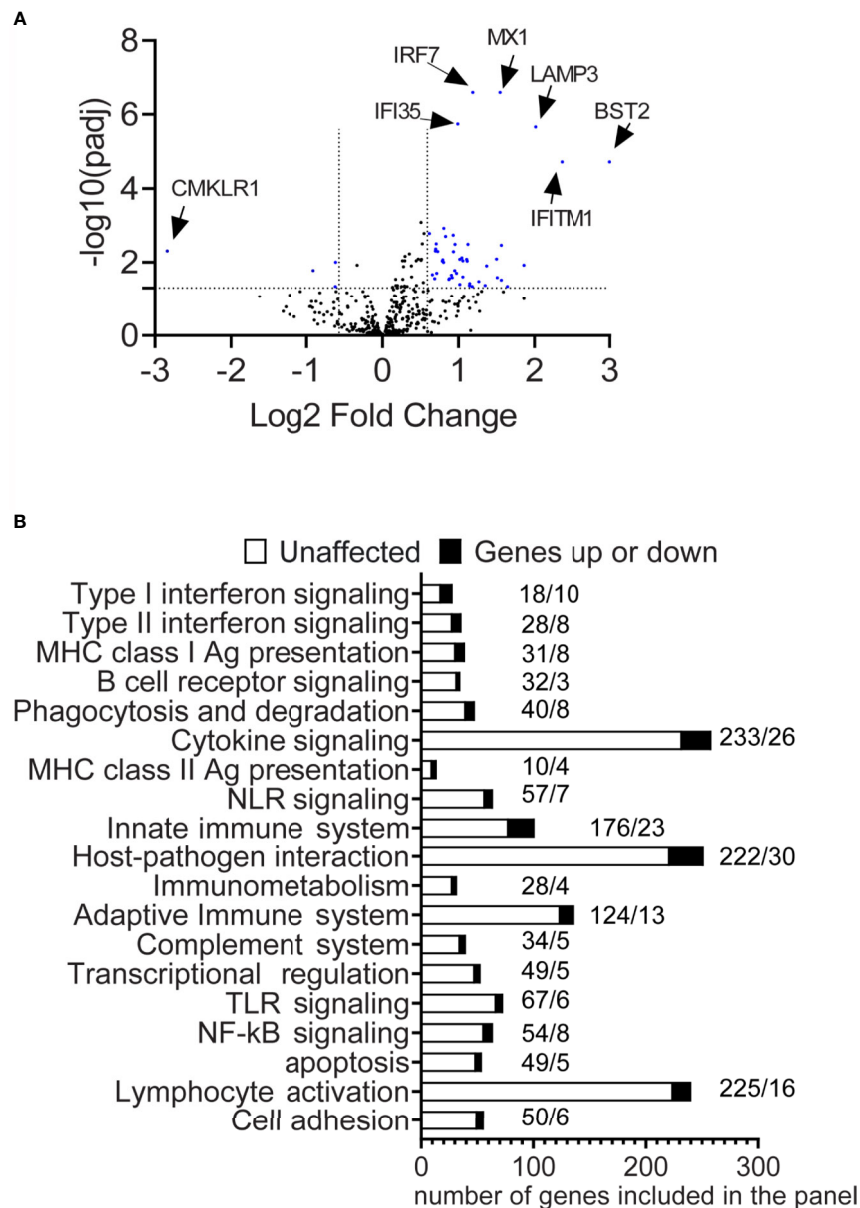 A
8
6
4
2
0
-log10(padj)
IRF7
MX1
LAMP3
IFI35
BST2
CMKLR1
IFITM1
-3 -2 -1 0 1 2 3
Log2 Fold Change
B
Unaffected Genes up or down
Type I interferon signaling 18/10
Type II interferon signaling 28/8
MHC class I Ag presentation 31/8
B cell receptor signaling 32/3
Phagocytosis and degradation 40/8
Cytokine signaling 233/26
MHC class II Ag presentation 10/4
NLR signaling 57/7
Innate immune system 176/23
Host-pathogen interaction 222/30
Immunometabolism 28/4
Adaptive Immune system 124/13
Complement system 34/5
Transcriptional regulation 49/5
TLR signaling 67/6
NF-kB signaling 54/8
apoptosis 49/5
Lymphocyte activation 225/16
Cell adhesion 50/6
0 100 200 300
number of genes included in the panel